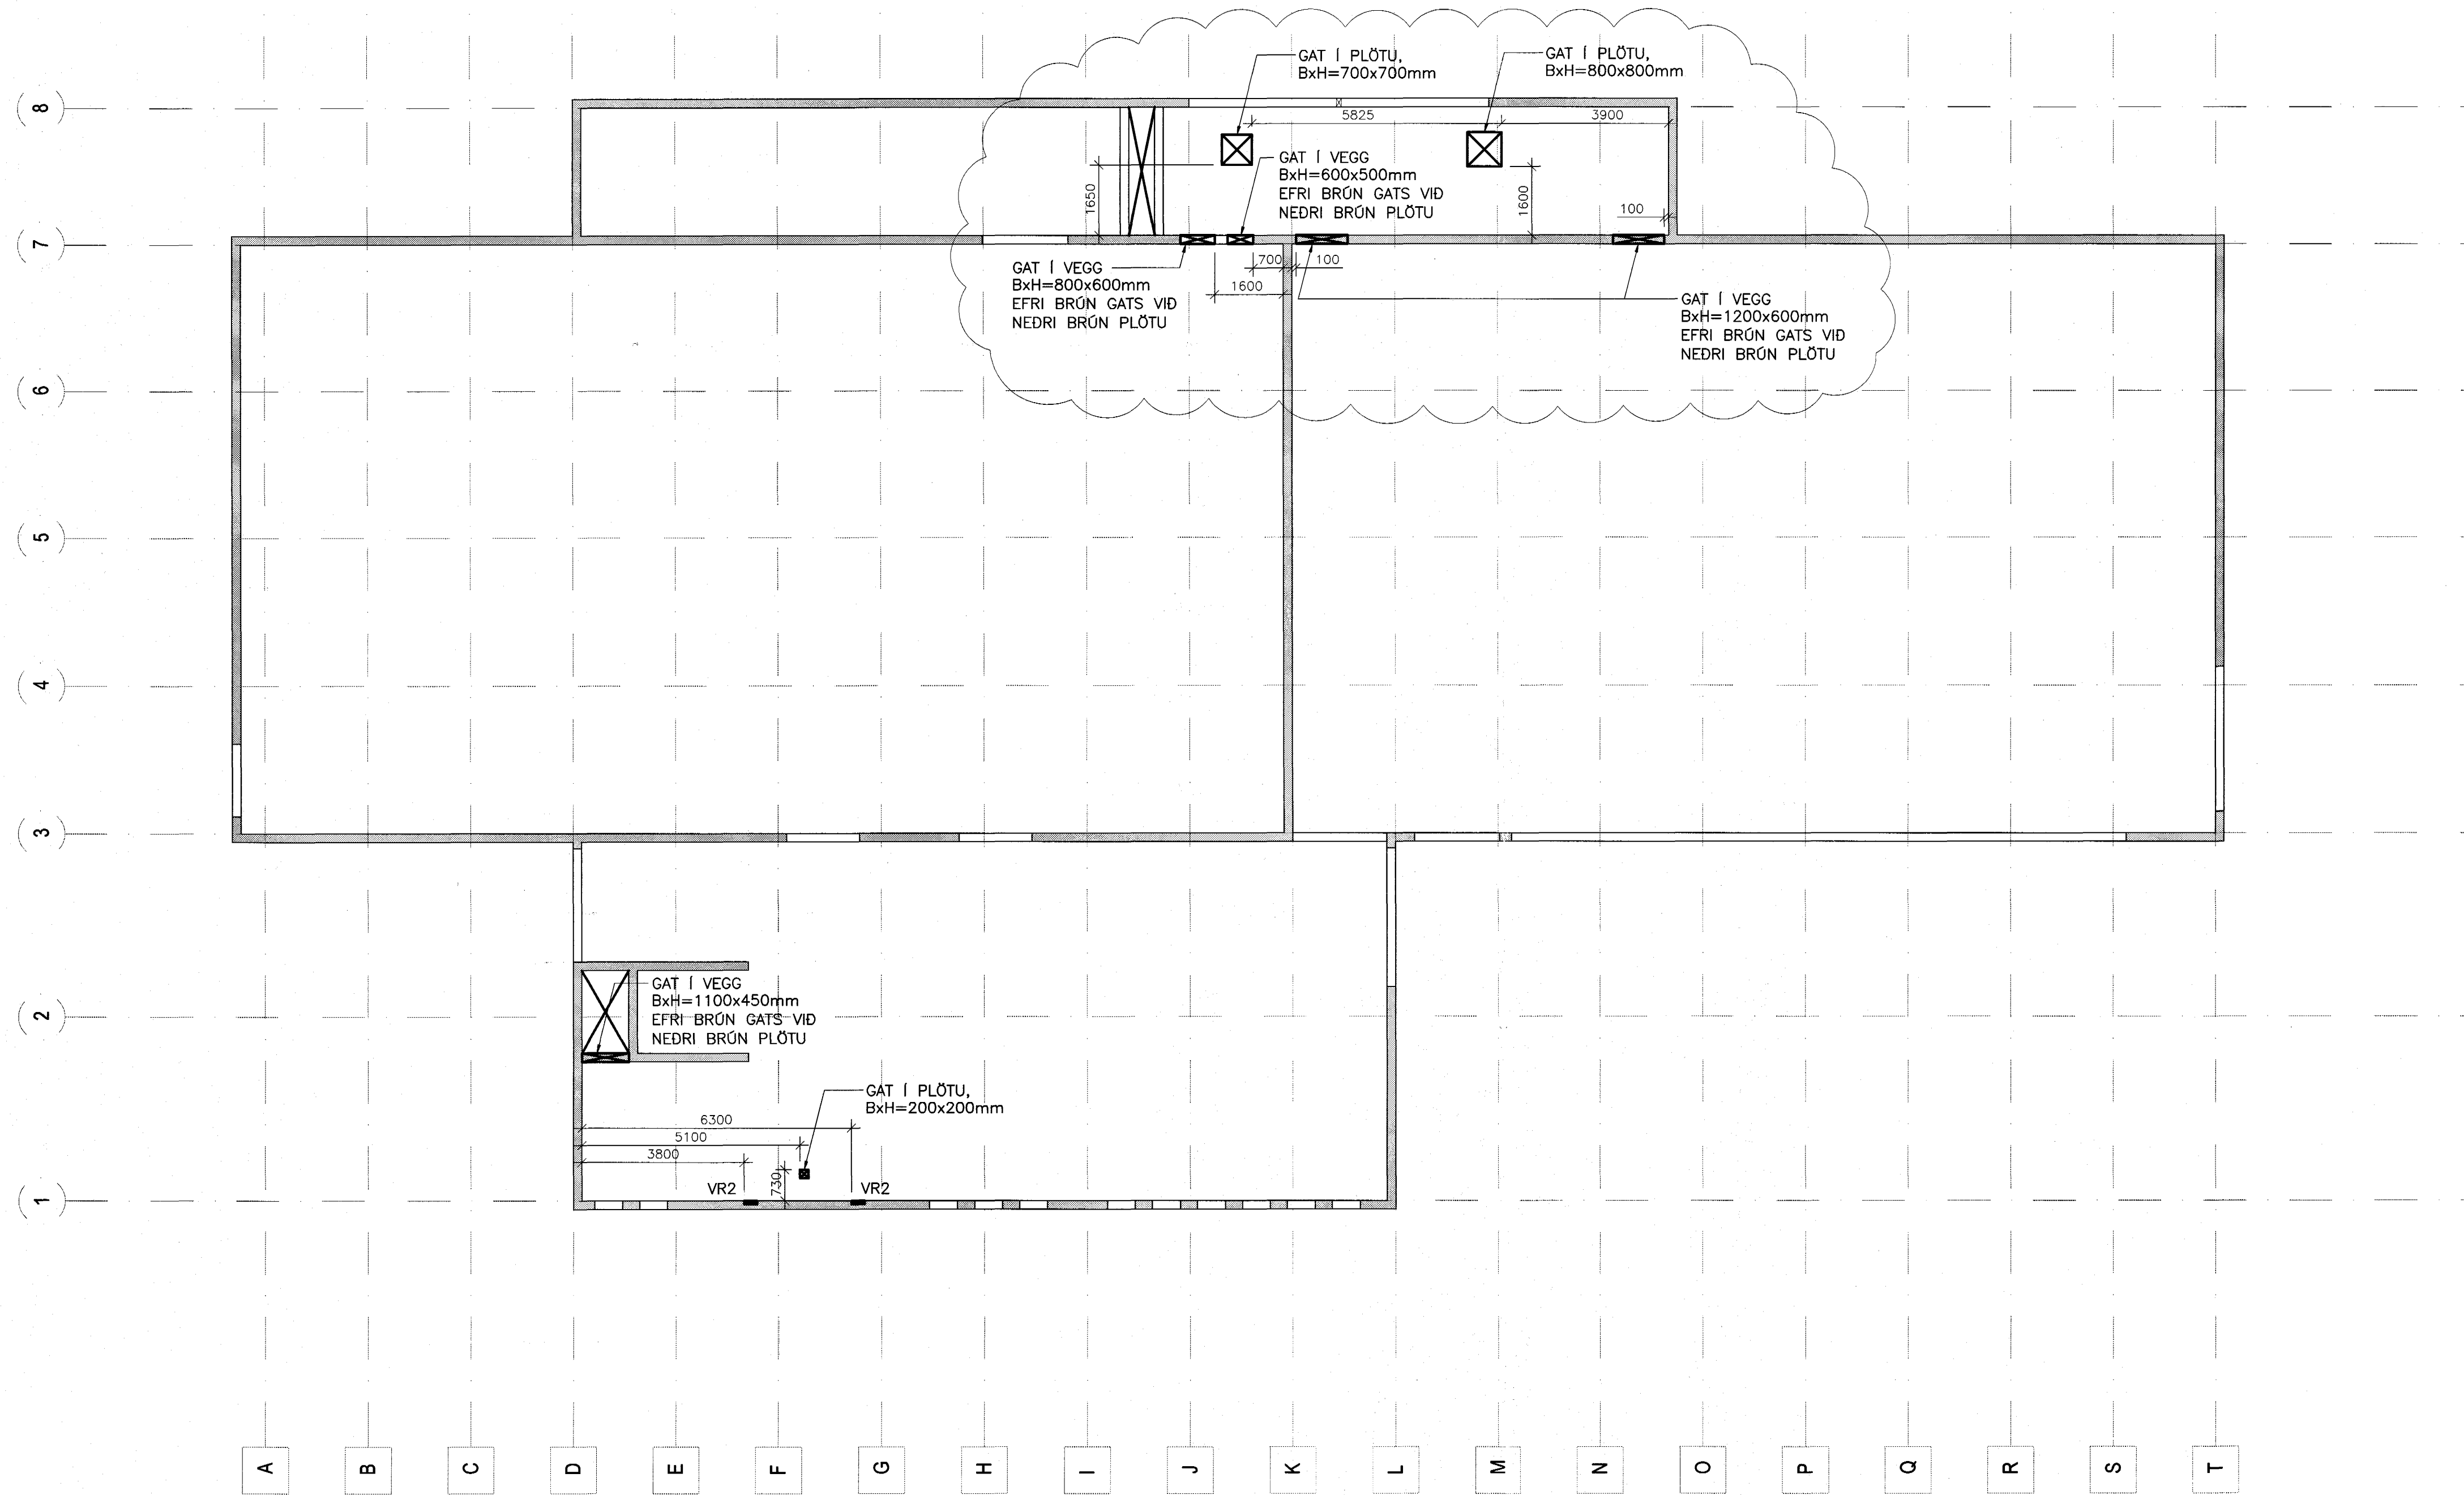 GAT Í PLÖTU,
BxH=700x700mm
GAT Í PLÖTU,
BxH=800x800mm
8
5825
3900
GAT Í VEGG
BxH=600x500mm
EFRI BRÚN GATS VIÐ
NEÐRI BRÚN PLÖTU
1650
1600
100
7
GAT Í VEGG
BxH=800x600mm
EFRI BRÚN GATS VIÐ
NEÐRI BRÚN PLÖTU
700
100
1600
GAT Í VEGG
BxH=1200x600mm
EFRI BRÚN GATS VIÐ
NEÐRI BRÚN PLÖTU
6
5
4
3
GAT Í VEGG
BxH=1100x450mm
EFRI BRÚN GATS VIÐ
NEÐRI BRÚN PLÖTU
2
GAT Í PLÖTU,
BxH=200x200mm
6300
5100
3800
730
VR2
VR2
1
A B C D E F G H I J K L M N O P Q R S T